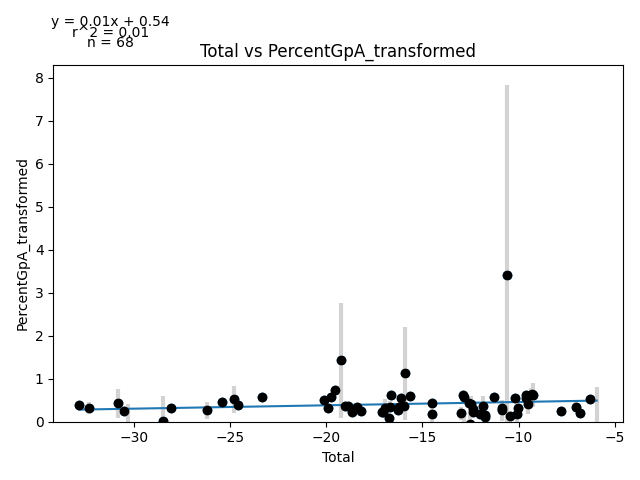 y = 0.01x + 0.54
r^2 = 0.01
n = 68
Total vs PercentGpA_transformed
PercentGpA_transformed
8
7
6
5
4
3
2
1
0
−30
−25
−20
−15
−10
−5
Total